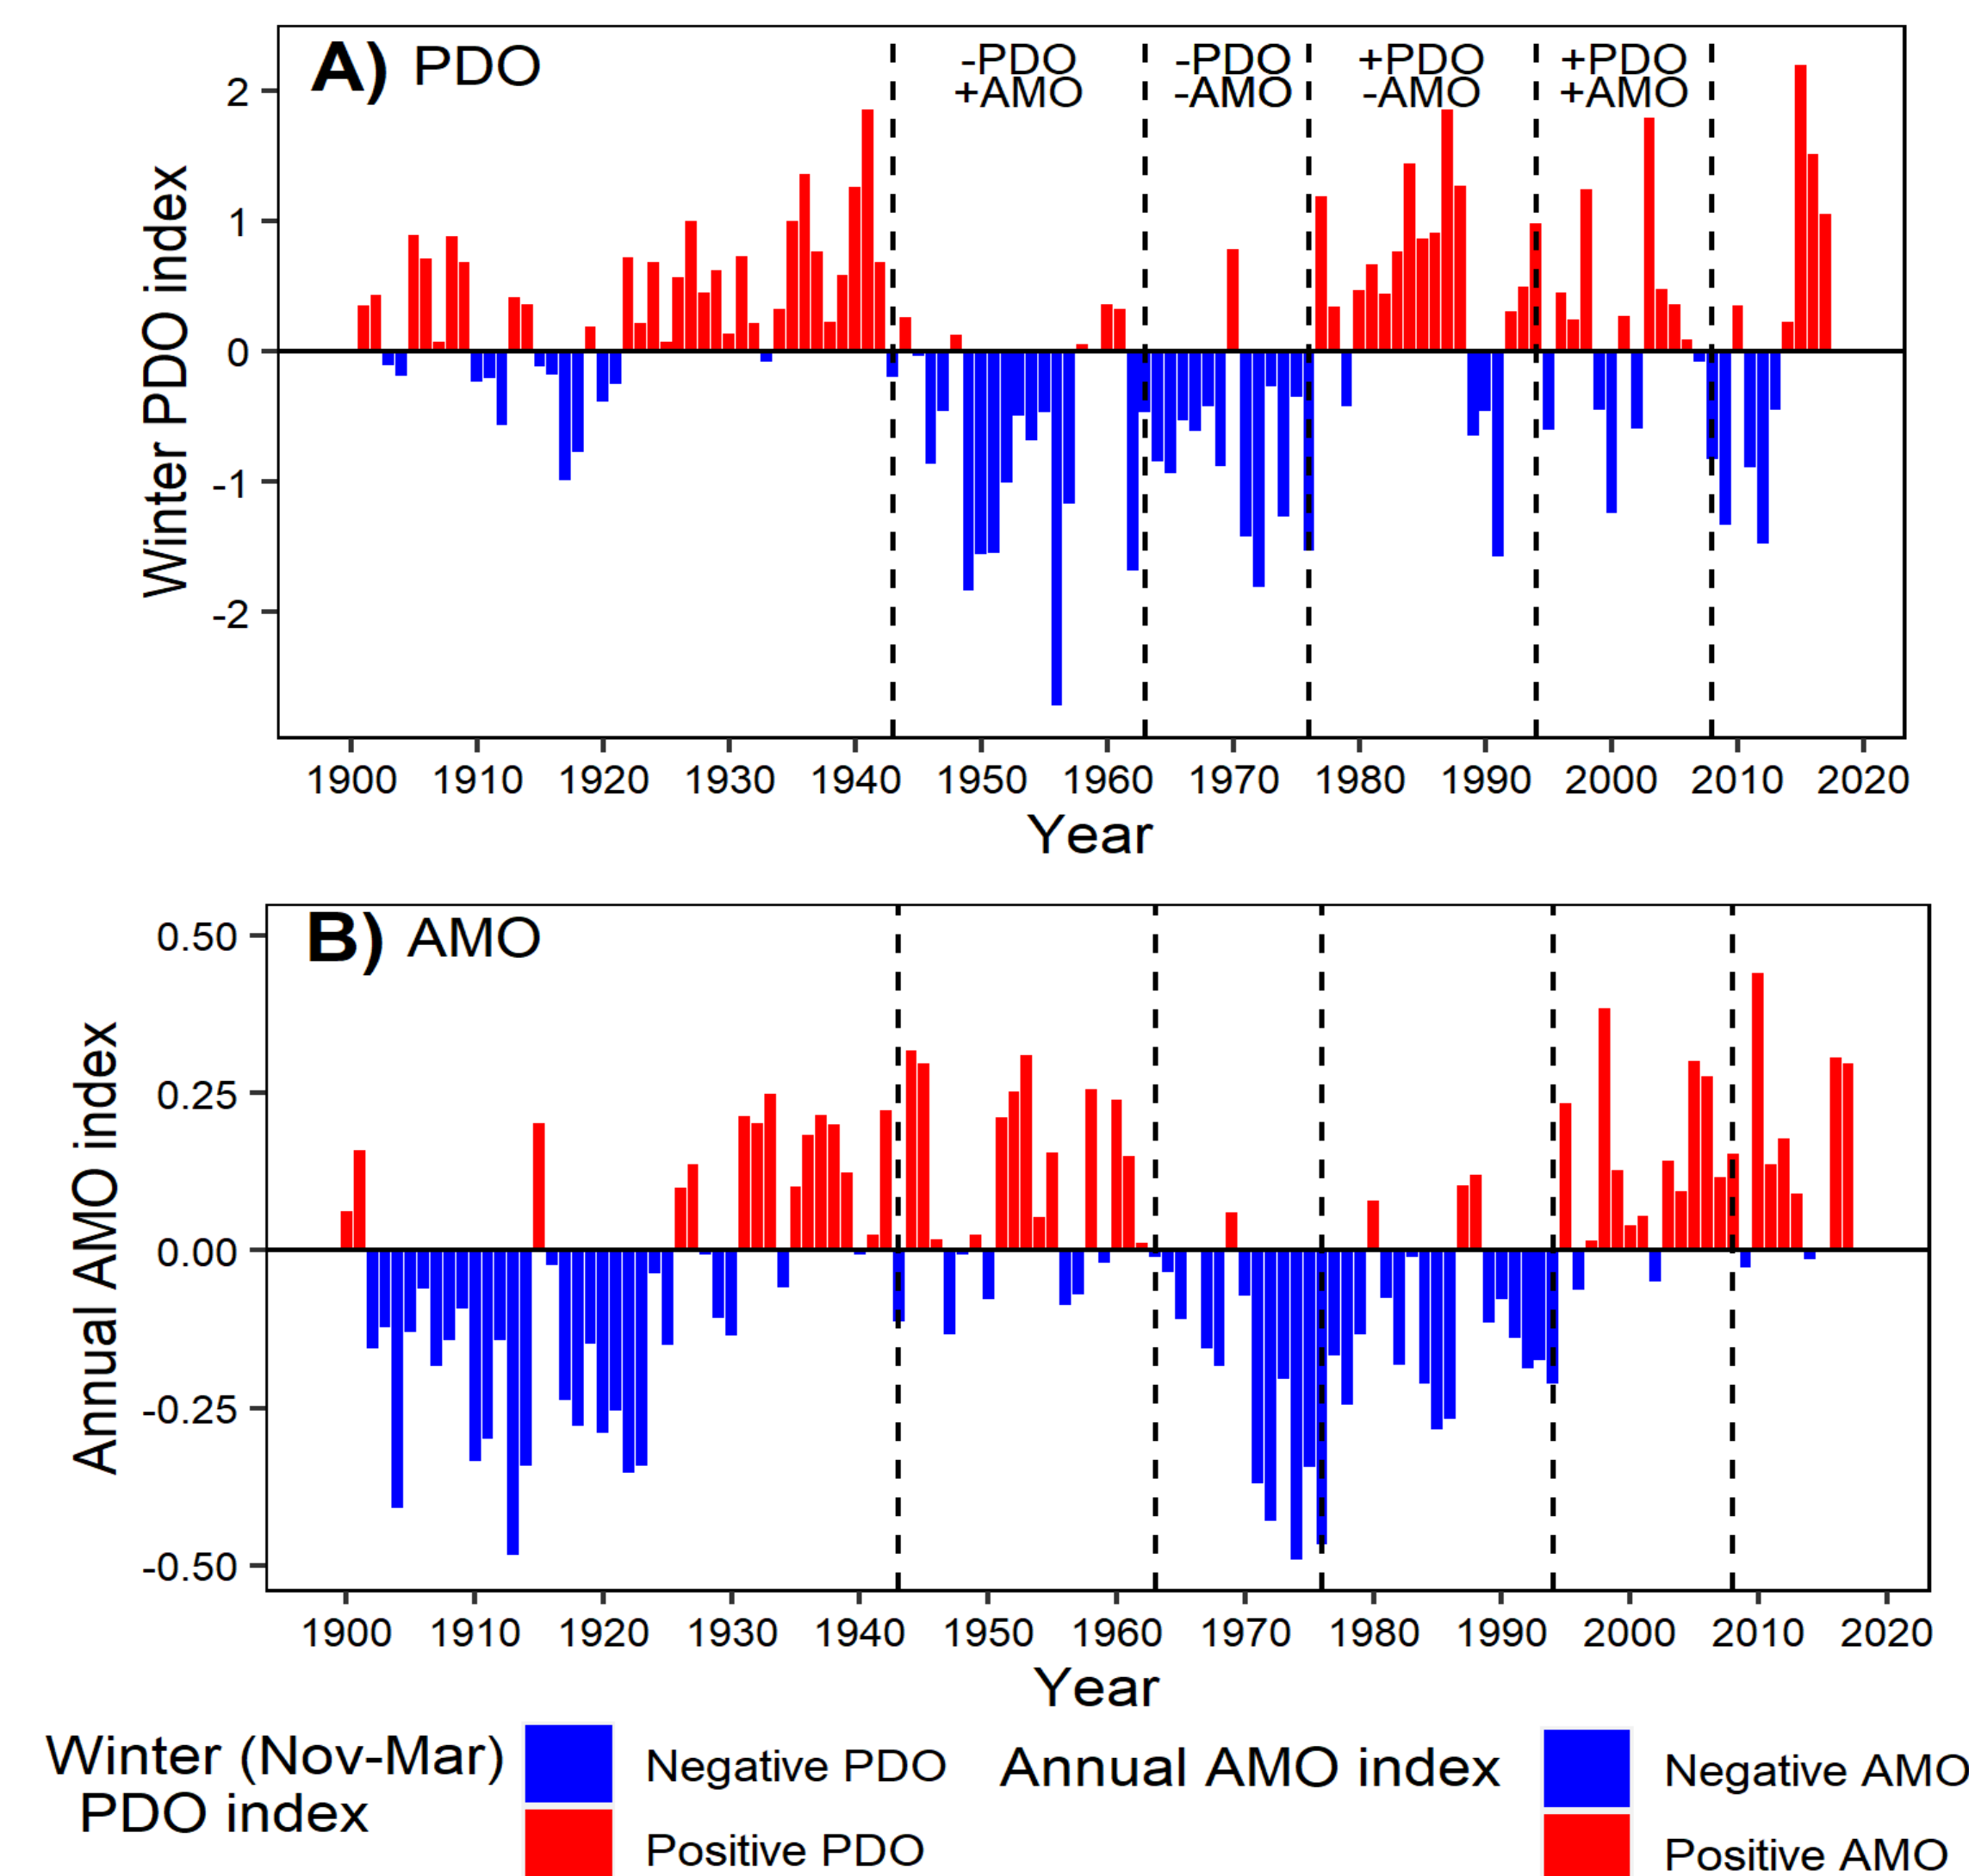 A) PDO
-PDO -PDO +PDO +PDO
+AMO -AMO -AMO +AMO
2
1
0
-1
-2
Winter PDO index
1900 1910 1920 1930 1940 1950 1960 1970 1980 1990 2000 2010 2020
Year
B) AMO
0.50
0.25
0.00
-0.25
-0.50
Annual AMO index
1900 1910 1920 1930 1940 1950 1960 1970 1980 1990 2000 2010 2020
Year
Winter (Nov-Mar)
PDO index
Negative PDO
Positive PDO
Annual AMO index
Negative AMO
Positive AMO